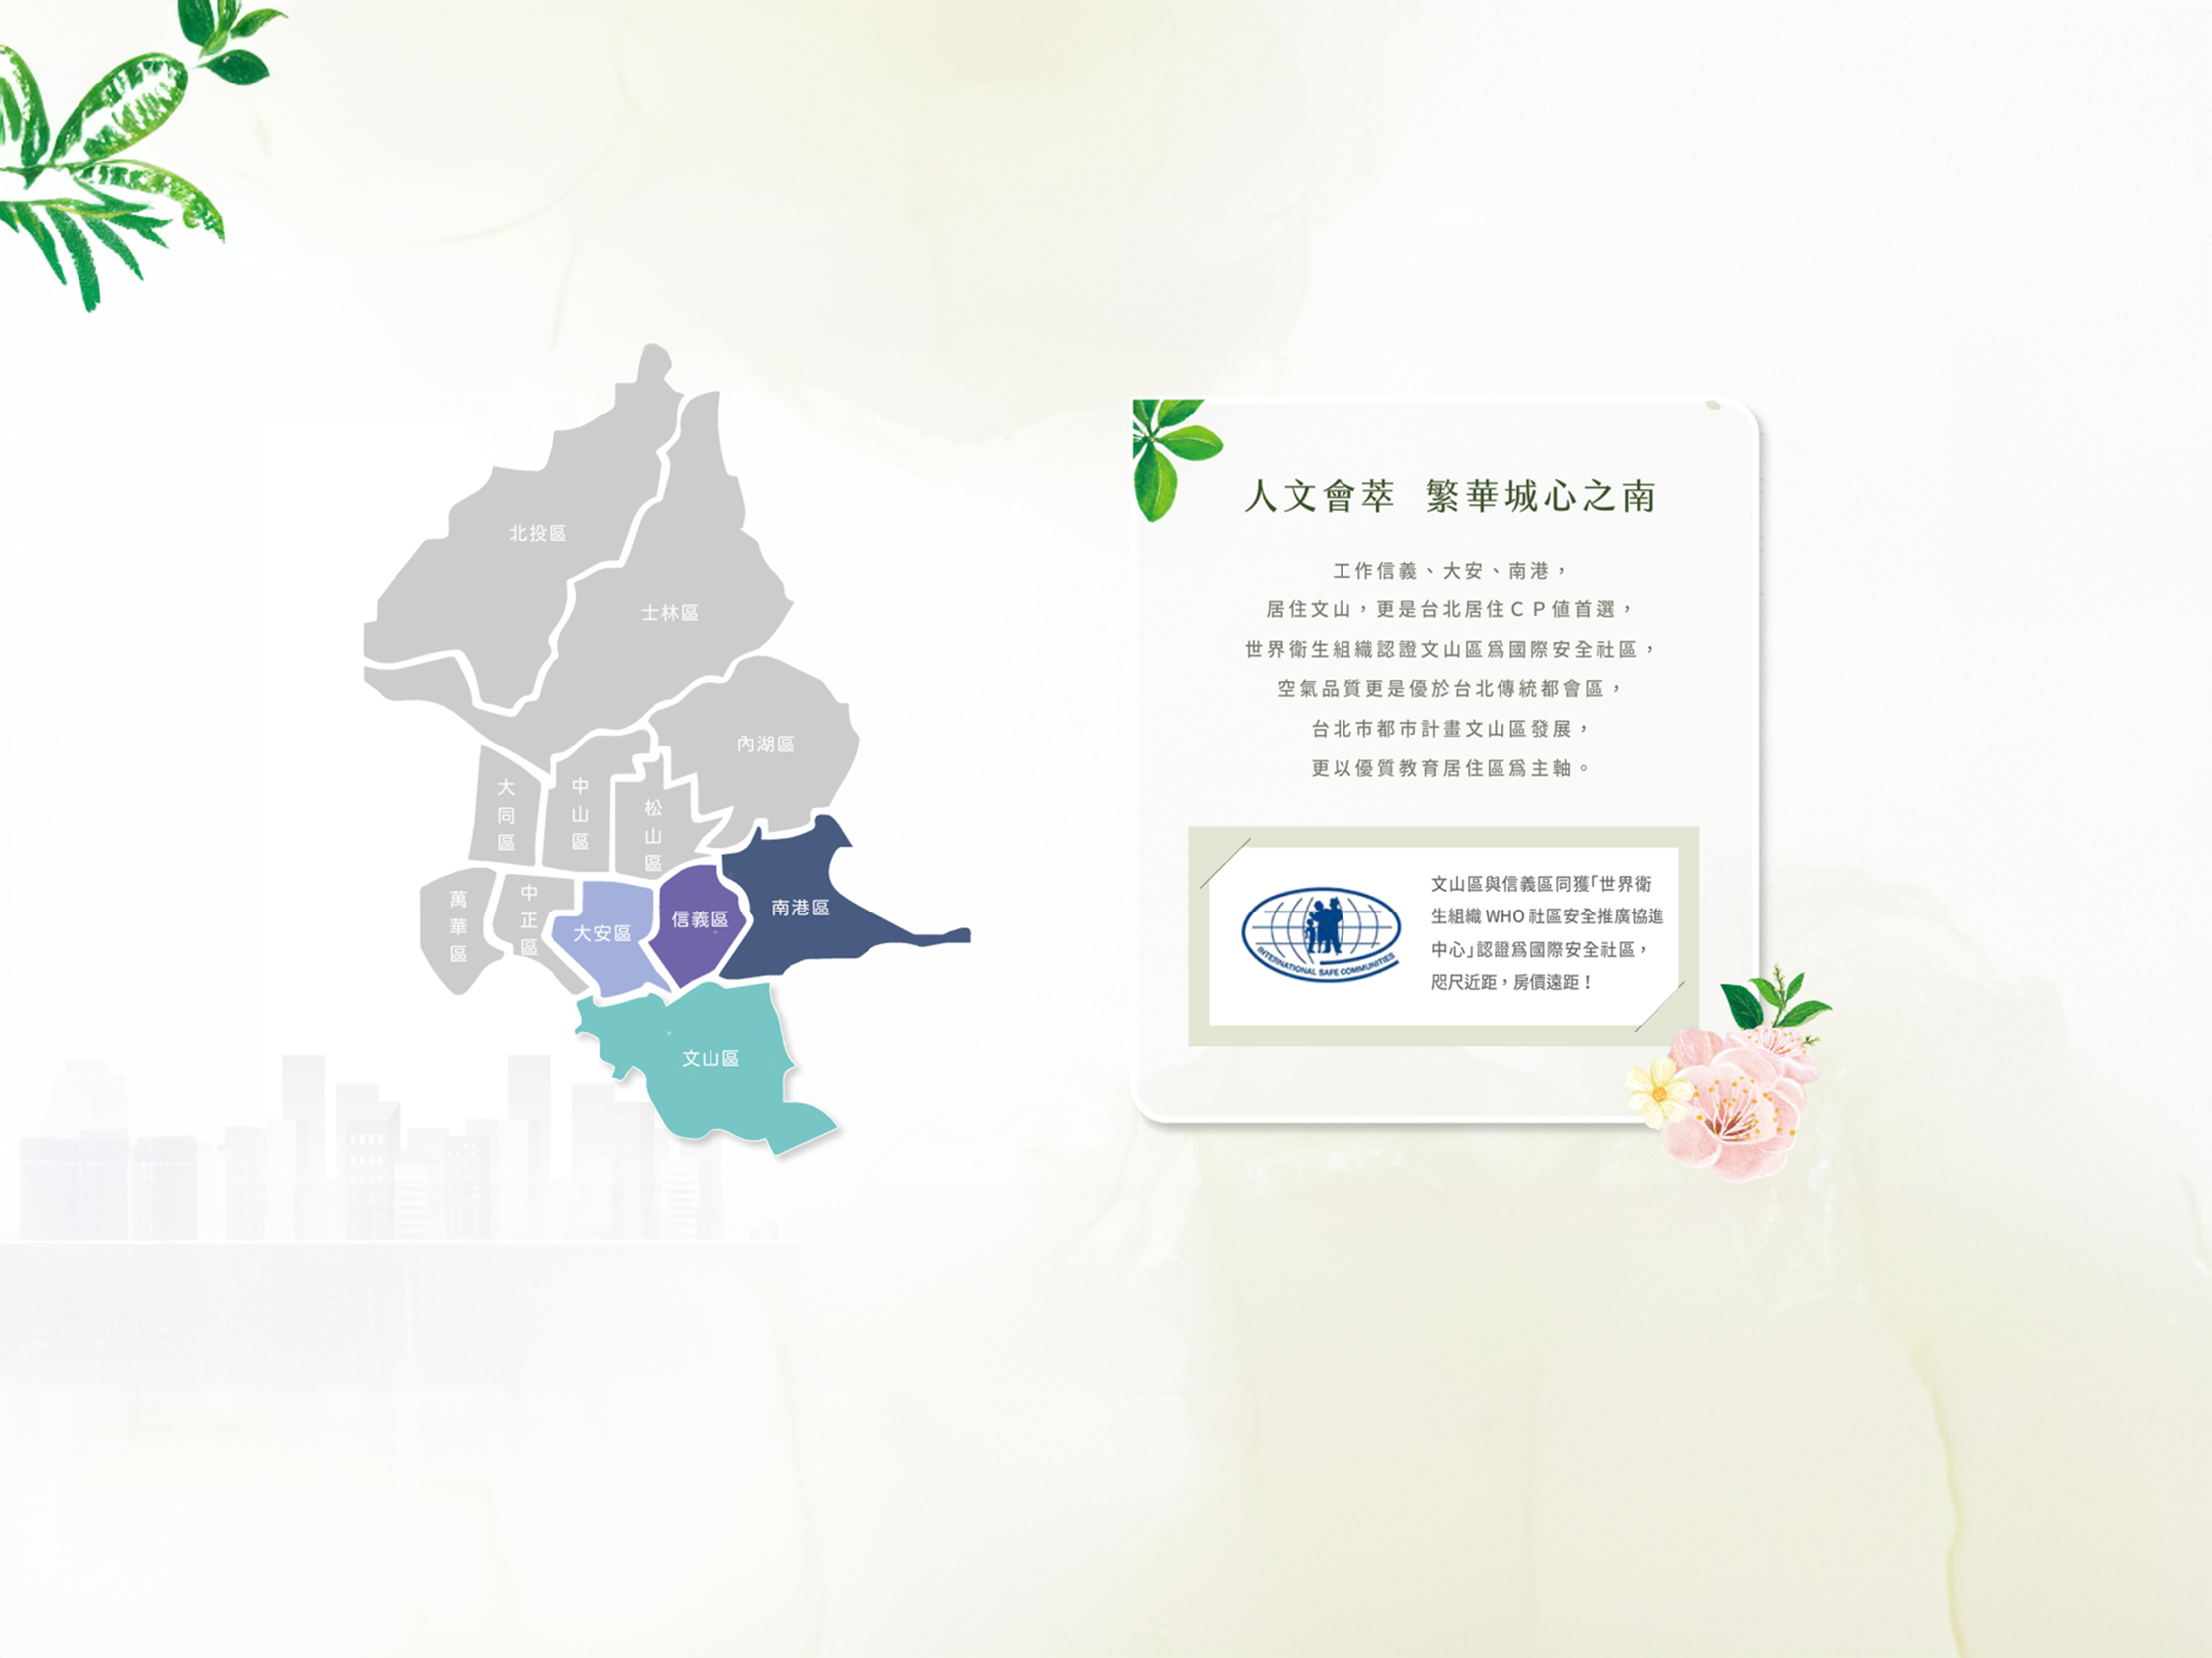 北投區
士林區
內湖區
大同區
中山區
松山區
萬華區
中正區
大安區
信義區
南港區
文山區
人文會萃 繁華城心之南
工作信義、大安、南港，
居住文山，更是台北居住ＣＰ值首選，
世界衛生組織認證文山區為國際安全社區，
空氣品質更是優於台北傳統都會區，
台北市都市計畫文山區發展，
更以優質教育居住區為主軸。
INTERNATIONAL SAFE COMMUNITIES
文山區與信義區同獲「世界衛
生組織 WHO 社區安全推廣協進
中心」認證為國際安全社區，
咫尺近距，房價遠距！